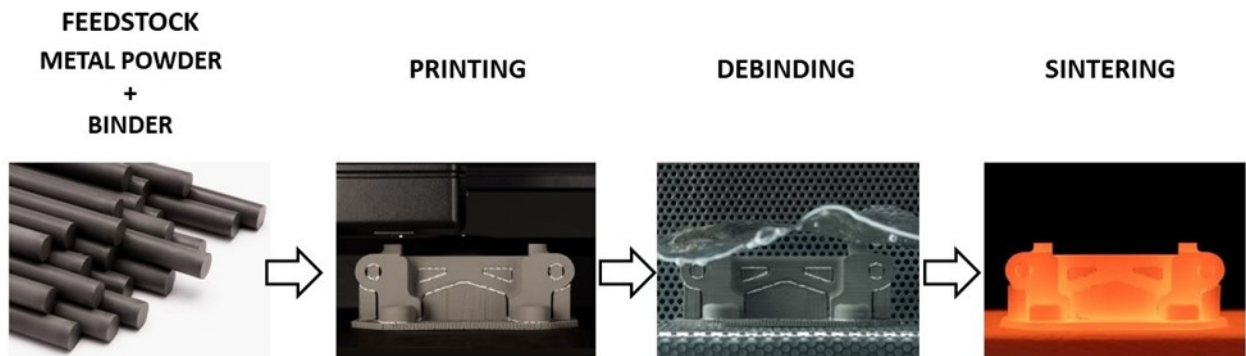 FEEDSTOCK
METAL POWDER
+
BINDER
PRINTING
DEBINDING
SINTERING